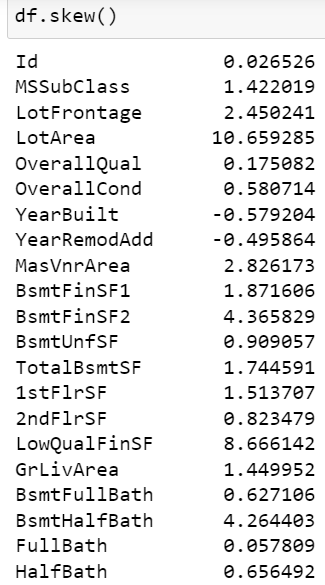 df.skew()
Id 0.026526
MSSubClass 1.422019
LotFrontage 2.450241
LotArea 10.659285
OverallQual 0.175082
OverallCond 0.580714
YearBuilt -0.579204
YearRemodAdd -0.495864
MasVnrArea 2.826173
BsmtFinSF1 1.871606
BsmtFinSF2 4.365829
BsmtUnfSF 0.909057
TotalBsmtSF 1.744591
1stFlrSF 1.513707
2ndFlrSF 0.823479
LowQualFinSF 8.666142
GrLivArea 1.449952
BsmtFullBath 0.627106
BsmtHalfBath 4.264403
FullBath 0.057809
HalfBath 0.656492